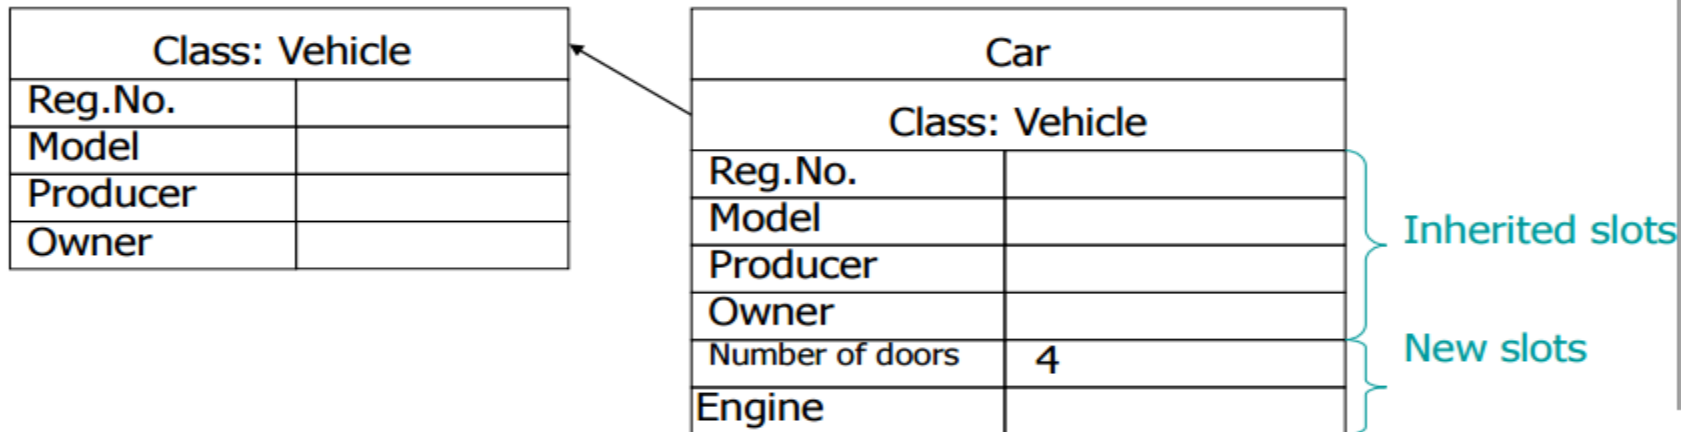 Class: Vehicle
Reg.No.
Model
Producer
Owner
Car
Class: Vehicle
Reg.No.
Model
Producer
Owner
Number of doors 4
Engine
Inherited slots
New slots